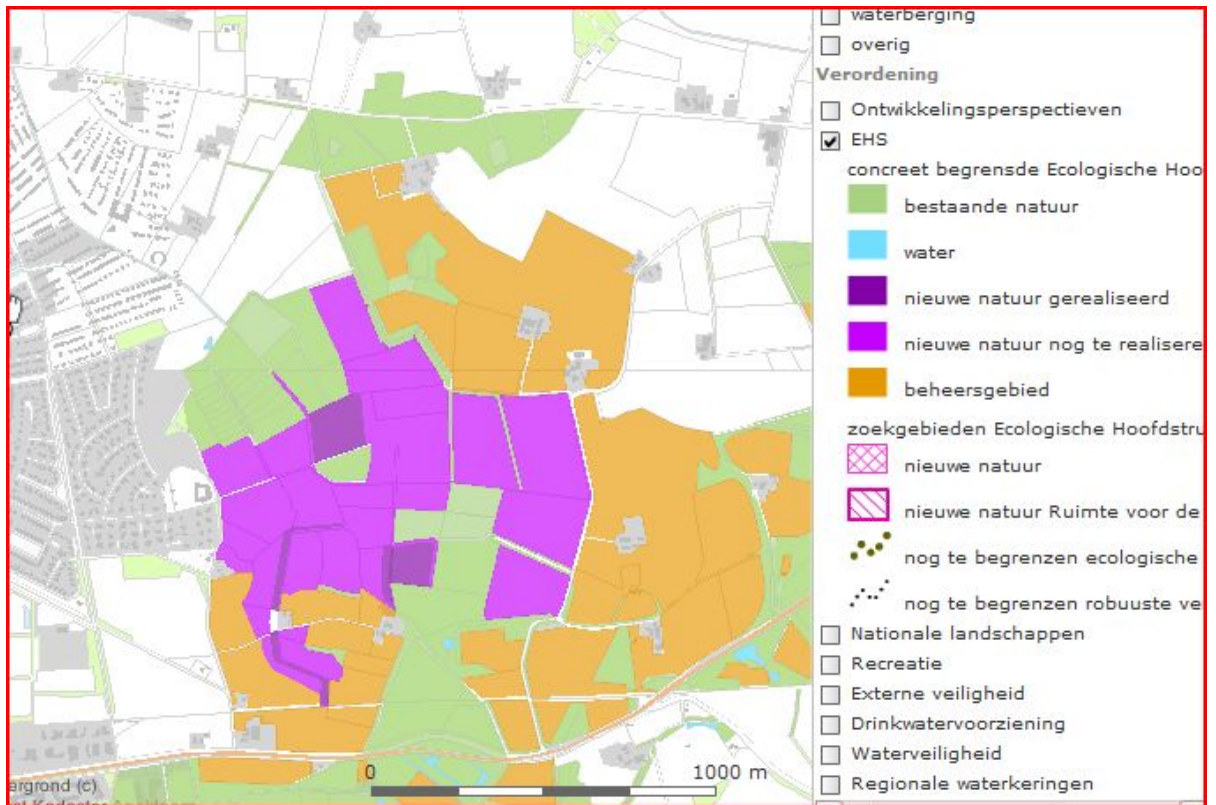 waterberging
overig
Verordening
Ontwikkelingsperspectieven
EHS
concreet begrensde Ecologische Hoo
bestaande natuur
water
nieuwe natuur gerealiseerd
nieuwe natuur nog te realisere
beheersgebied
zoekgebieden Ecologische Hoofdstru
nieuwe natuur
nieuwe natuur Ruimte voor de
nog te begrenzen ecologische
nog te begrenzen robuuste ve
Nationale landschappen
Recreatie
Externe veiligheid
Drinkwatervoorziening
Waterveiligheid
Regionale waterkeringen
D
0 1000 m
ergrond (c)